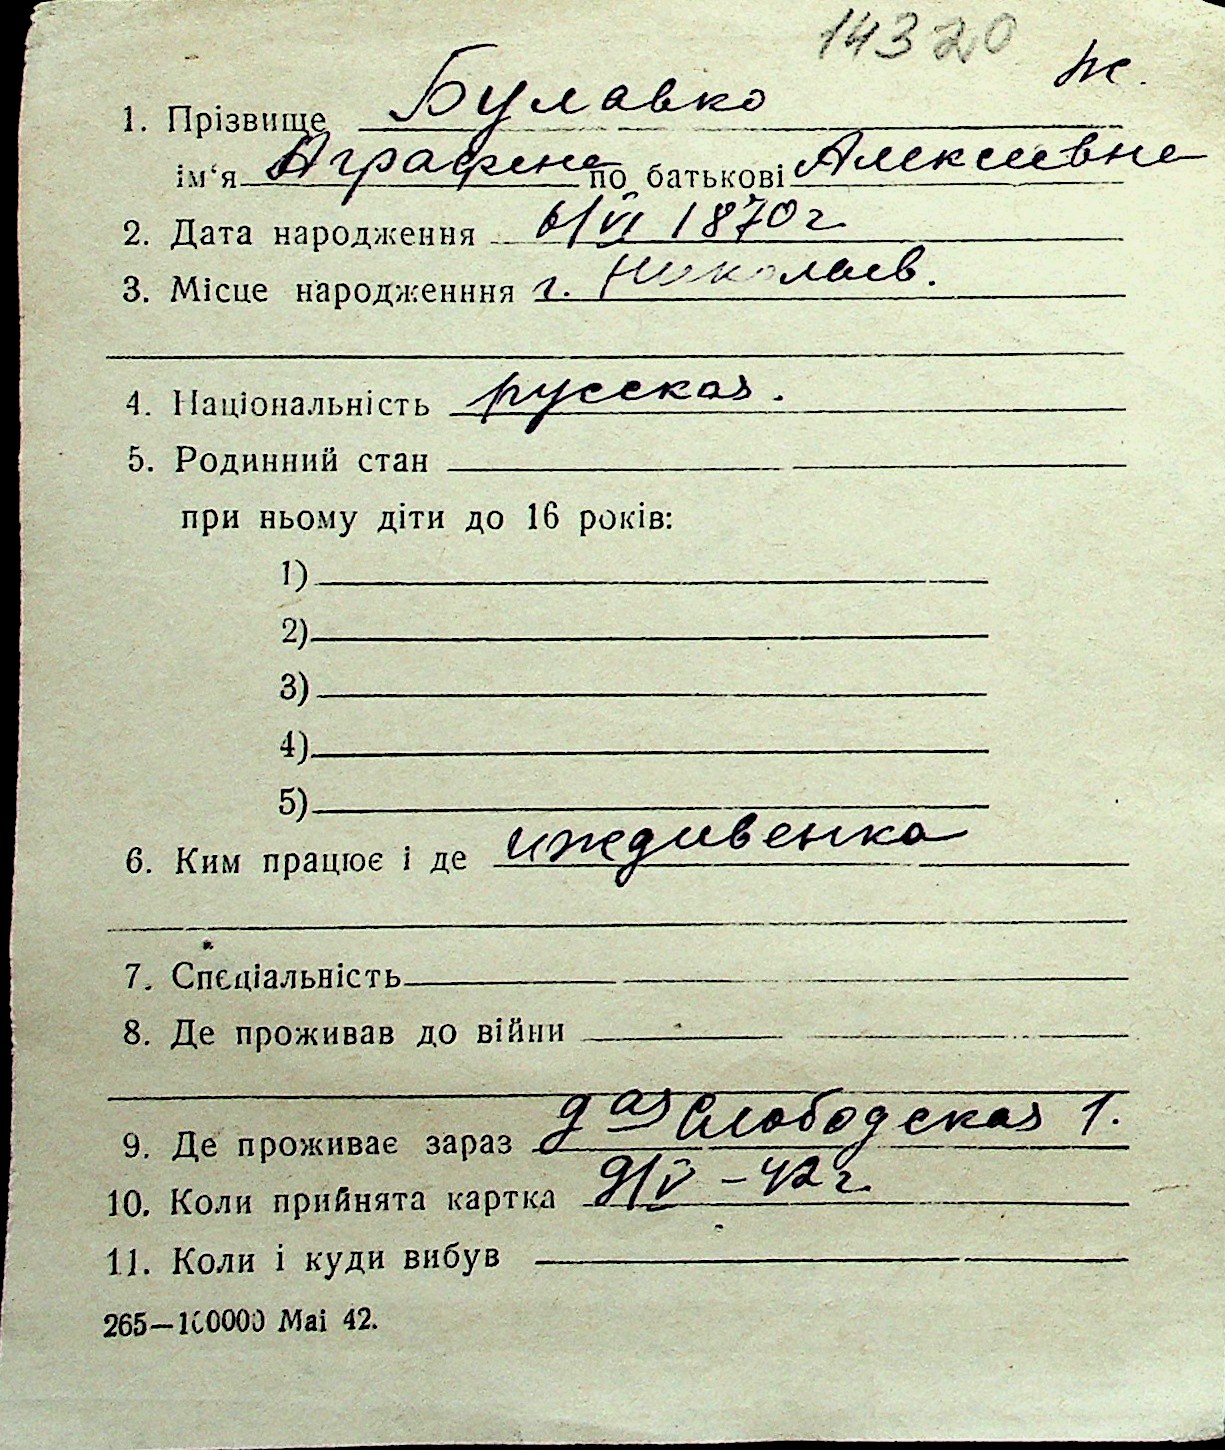 14320
ж.
1. Прізвище Булавко
ім‘я Аграфена по батькові Алексеевна
2. Дата народження 6/VI 1870 г.
3. Місце народженння г. Николаев.
4. Національність русская.
5. Родинний стан
при ньому діти до 16 років:
1)
2)
3)
4)
5)
6. Ким працює і де иждивенка
7. Спєціальність
8. Де проживав до війни
9. Де проживає зараз 9ая Слободская 1.
10. Коли прийнята картка 9/V – 42 г.
11. Коли і куди вибув
265—100000 Маі 42.